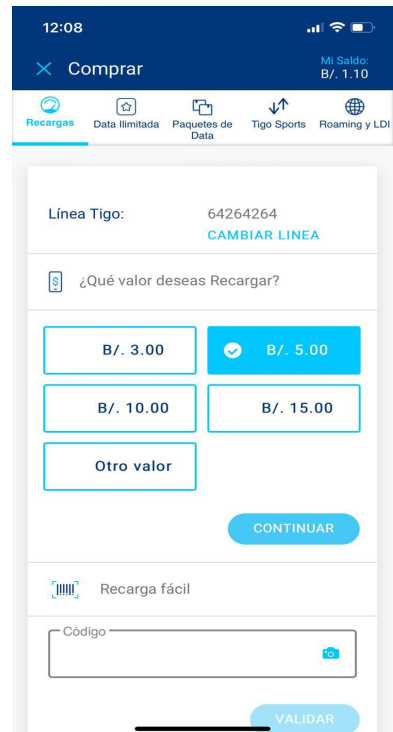 12:08
Comprar
Mi Saldo:
B/. 1.10
Recargas
Data Ilimitada
Paquetes de
Data
Tigo Sports
Roaming y LDI
Línea Tigo:
64264264
CAMBIAR LINEA
¿Qué valor deseas Recargar?
B/. 3.00
B/. 5.00
B/. 10.00
B/. 15.00
Otro valor
CONTINUAR
Recarga fácil
Código
VALIDAR